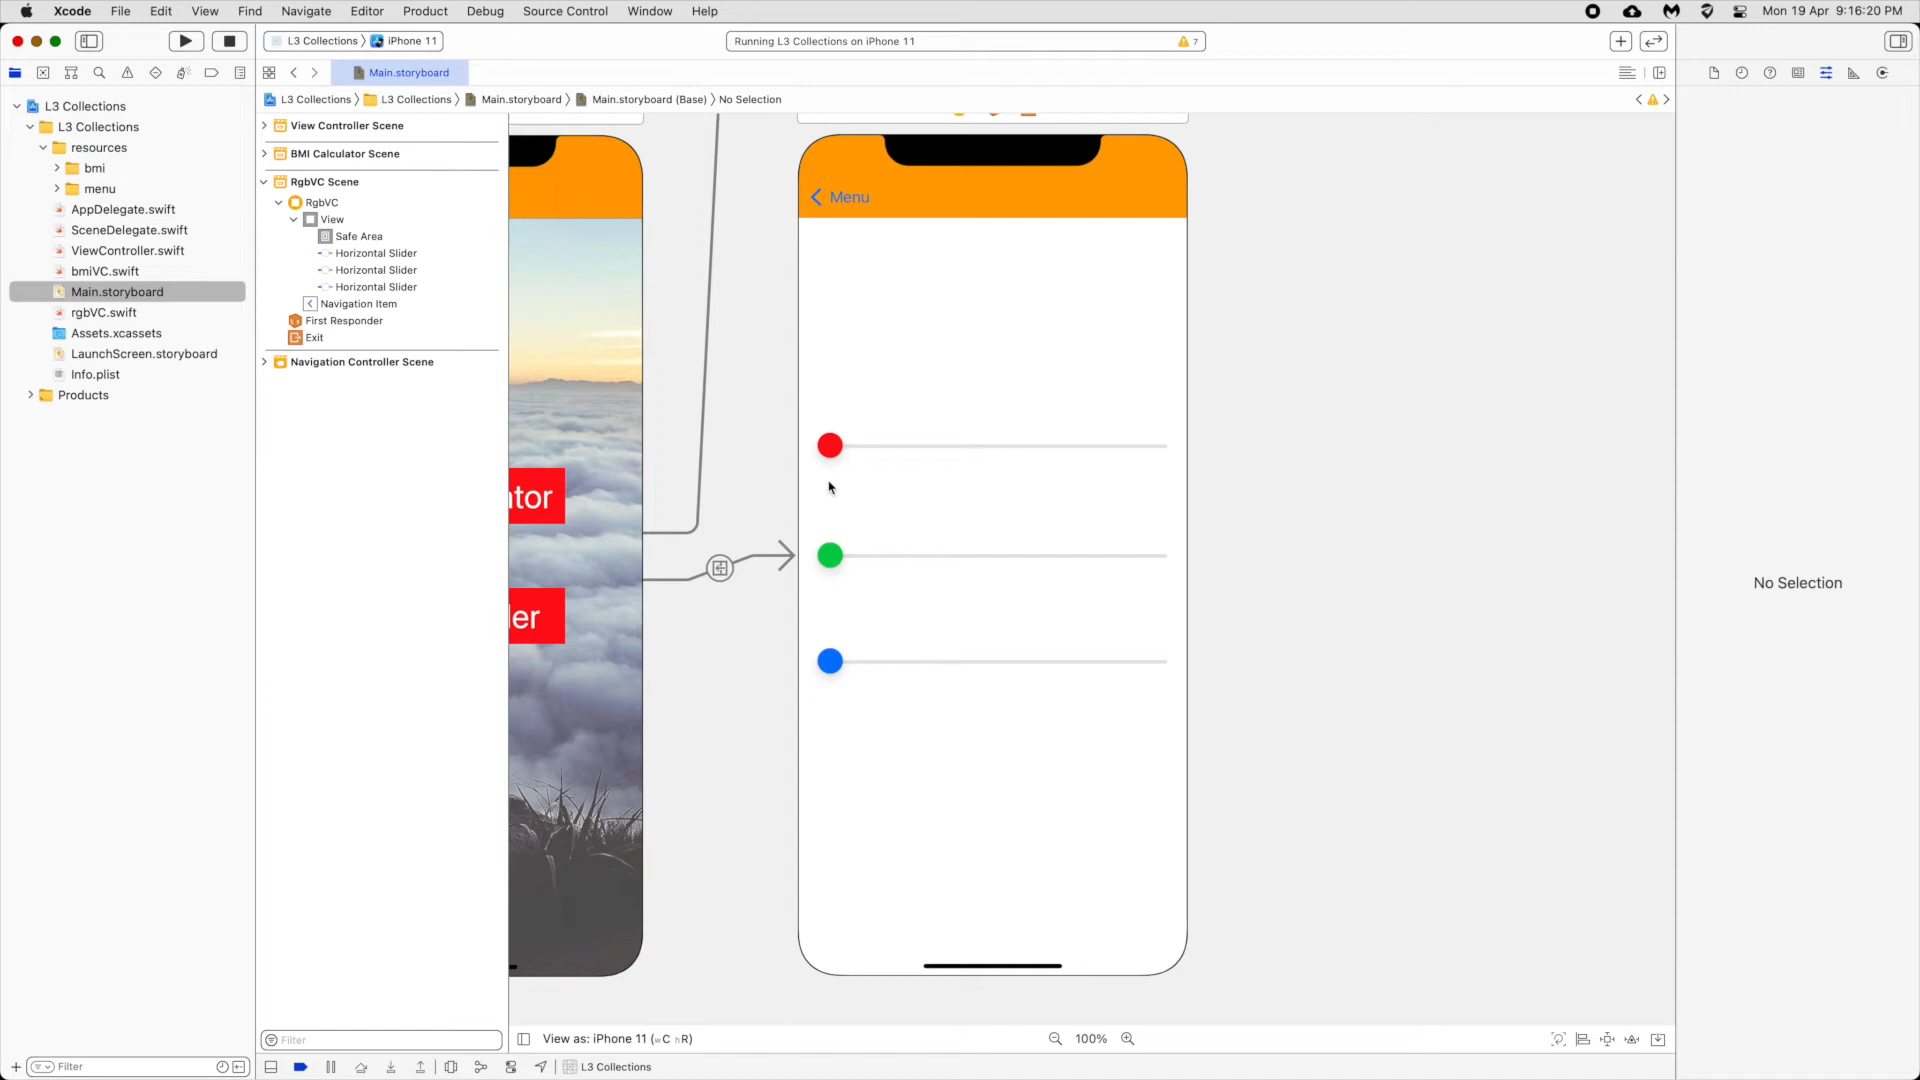 Xcode File Edit View Find Navigate Editor Product Debug Source Control Window Help Mon 19 Apr 9:16:20 PM
L3 Collections iPhone 11 Running L3 Collections on iPhone 11 7
Main.storyboard
L3 Collections L3 Collections Main.storyboard Main.storyboard (Base) No Selection
L3 Collections
L3 Collections
resources
bmi
menu
AppDelegate.swift
SceneDelegate.swift
ViewController.swift
bmiVC.swift
Main.storyboard
rgbVC.swift
Assets.xcassets
LaunchScreen.storyboard
Info.plist
Products
View Controller Scene
BMI Calculator Scene
RgbVC Scene
RgbVC
View
Safe Area
Horizontal Slider
Horizontal Slider
Horizontal Slider
Navigation Item
First Responder
Exit
Navigation Controller Scene
Menu
ator
ler
No Selection
Filter
View as: iPhone 11 (wC hR)
100%
Filter
L3 Collections